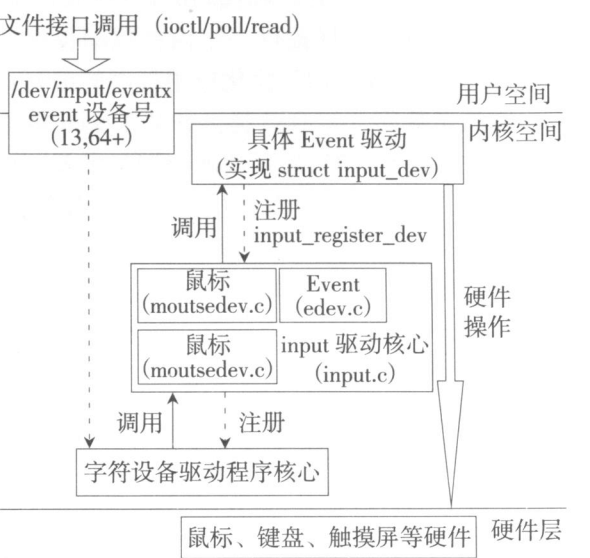 文件接口调用（ioctl/poll/read）
/dev/input/eventx
event 设备号
(13,64+)
用户空间
内核空间
具体 Event 驱动
(实现 struct input_dev)
调用
注册
input_register_dev
鼠标
(moutsedev.c)
Event
(edev.c)
硬件
操作
鼠标
(moutsedev.c)
input 驱动核心
(input.c)
调用
注册
字符设备驱动程序核心
鼠标、键盘、触摸屏等硬件
硬件层